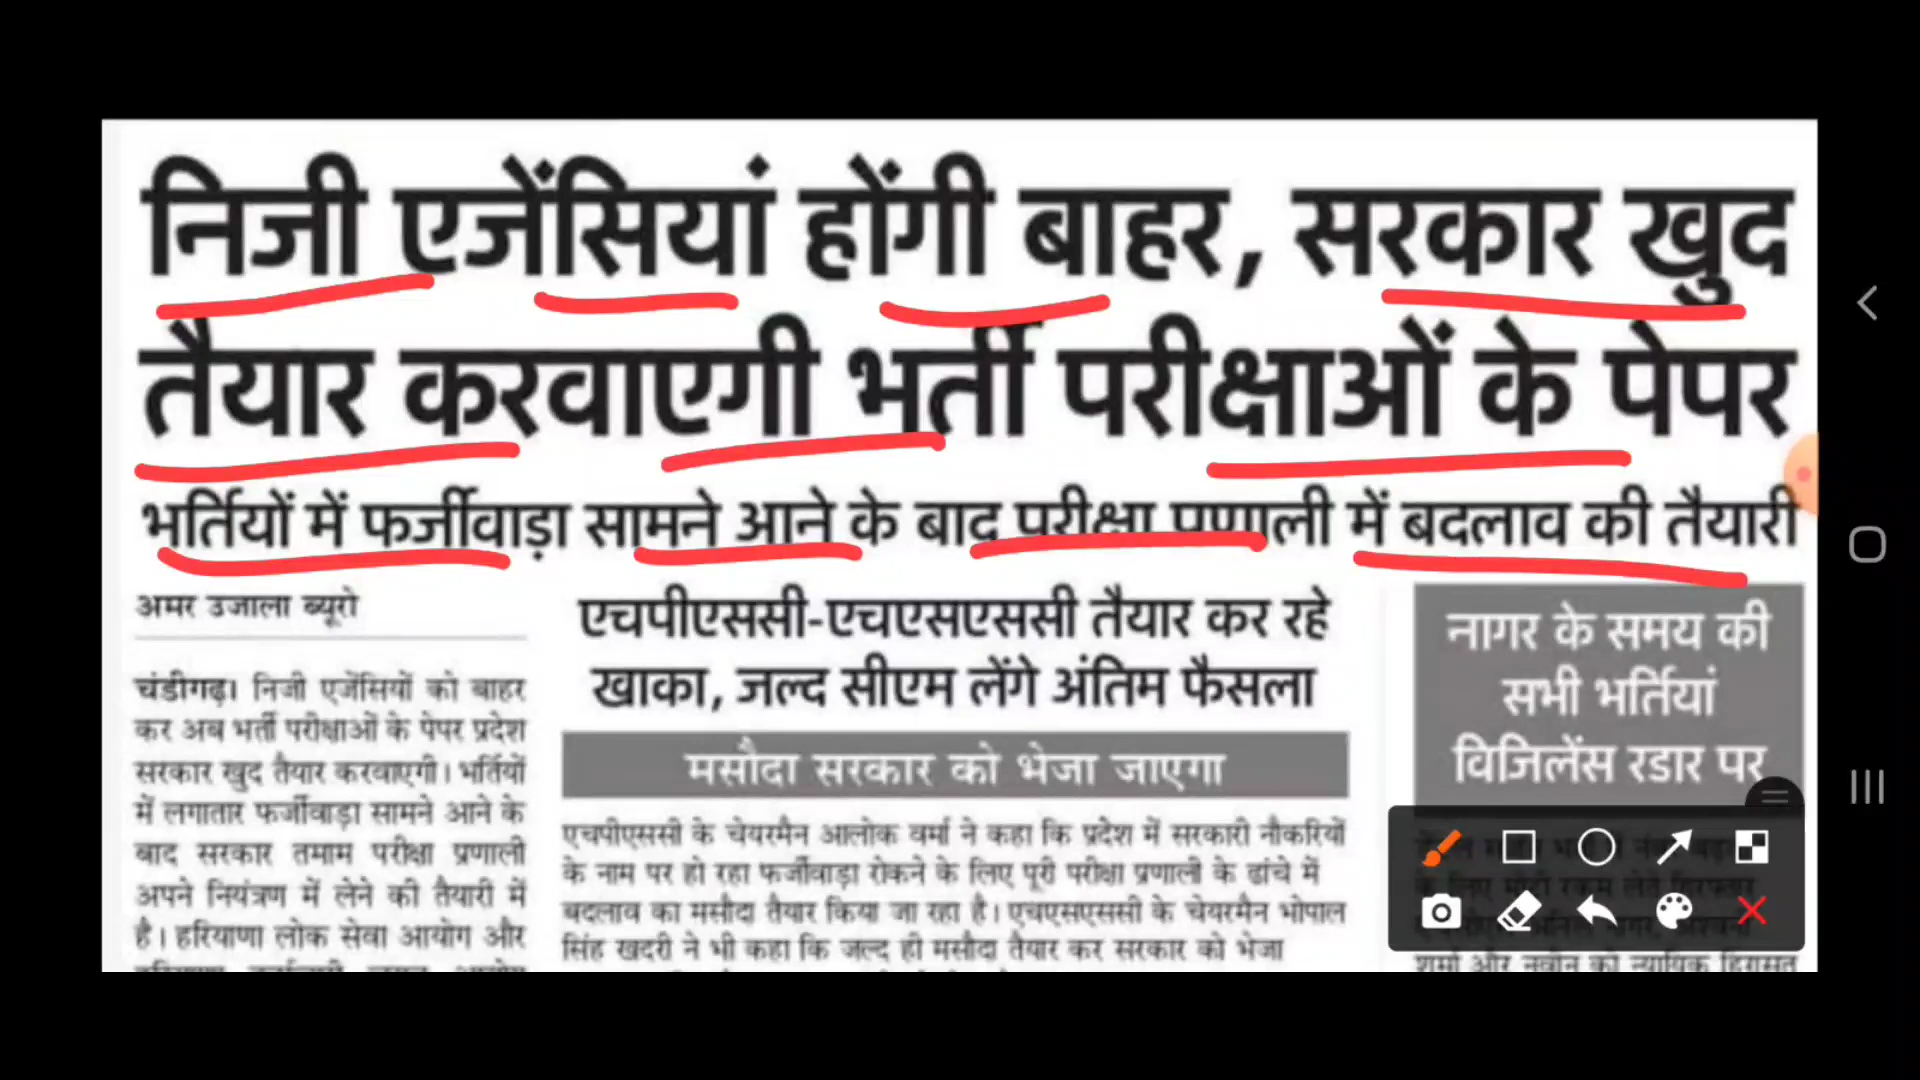 निजी एजेंसियां होंगी बाहर, सरकार खुद
तैयार करवाएगी भर्ती परीक्षाओं के पेपर
भर्तियों में फर्जीवाड़ा सामने आने के बाद परीक्षा प्रणाली में बदलाव की तैयारी
अमर उजाला ब्यूरो
चंडीगढ़। निजी एजेंसियों को बाहर
कर अब भर्ती परीक्षाओं के पेपर प्रदेश
सरकार खुद तैयार करवाएगी। भर्तियों
में लगातार फर्जीवाड़ा सामने आने के
बाद सरकार तमाम परीक्षा प्रणाली
अपने नियंत्रण में लेने की तैयारी में
है। हरियाणा लोक सेवा आयोग और
एचपीएससी-एचएसएससी तैयार कर रहे
खाका, जल्द सीएम लेंगे अंतिम फैसला
मसौदा सरकार को भेजा जाएगा
एचपीएससी के चेयरमैन आलोक वर्मा ने कहा कि प्रदेश में सरकारी नौकरियों
के नाम पर हो रहा फर्जीवाड़ा रोकने के लिए पूरी परीक्षा प्रणाली के ढांचे में
बदलाव का मसौदा तैयार किया जा रहा है। एचएसएससी के चेयरमैन भोपाल
सिंह खदरी ने भी कहा कि जल्द ही मसौदा तैयार कर सरकार को भेजा
नागर के समय की
सभी भर्तियां
विजिलेंस रडार पर
शर्मा और नवीन को न्यायिक हिरासत